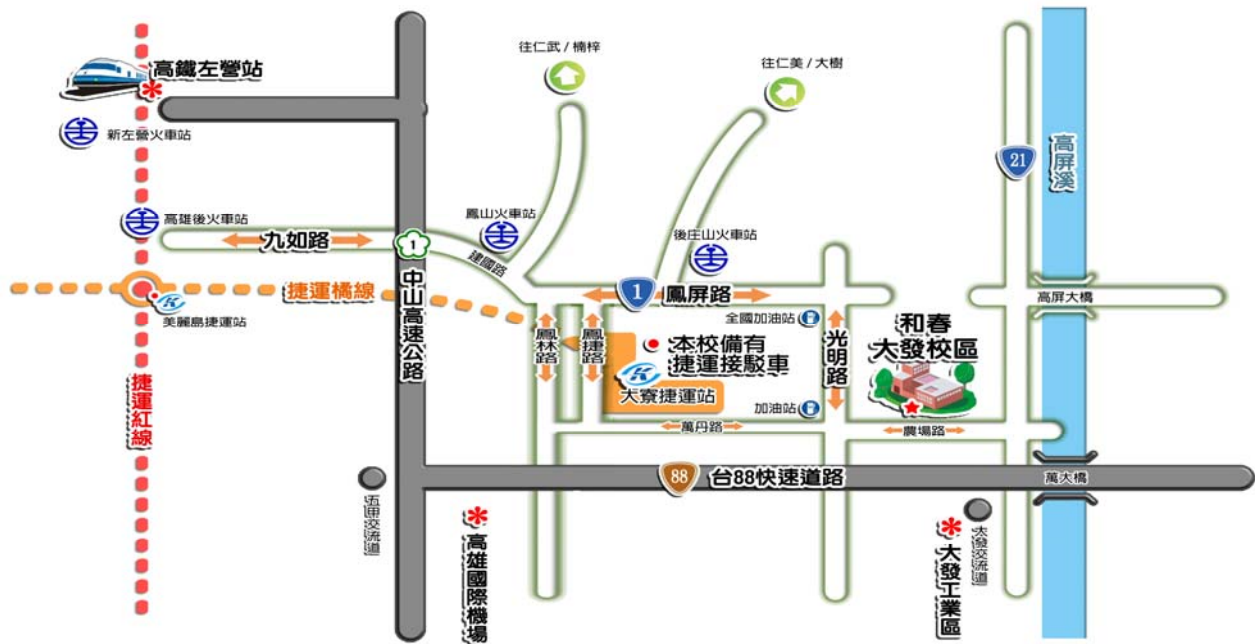 往仁武 / 楠梓
往仁美 / 大樹
高鐵左營站
新左營火車站
21
高屏溪
高雄後火車站
鳳山火車站
九如路
1
建國路
後庄山火車站
捷運橘線
中山高速公路
1
鳳屏路
高屏大橋
美麗島捷運站
全國加油站
鳳林路
鳳捷路
本校備有
捷運接駁車
光明路
和春
大發校區
捷運紅線
大寮捷運站
加油站
萬丹路
農場路
88
台88快速道路
萬大橋
五甲交流道
高雄國際機場
大發工業區
大發交流道